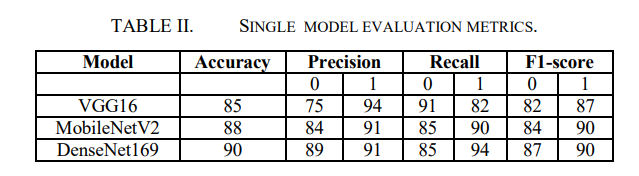 TABLE II. SINGLE MODEL EVALUATION METRICS.
Model Accuracy Precision Recall F1-score
0 1 0 1 0 1
VGG16 85 75 94 91 82 82 87
MobileNetV2 88 84 91 85 90 84 90
DenseNet169 90 89 91 85 94 87 90